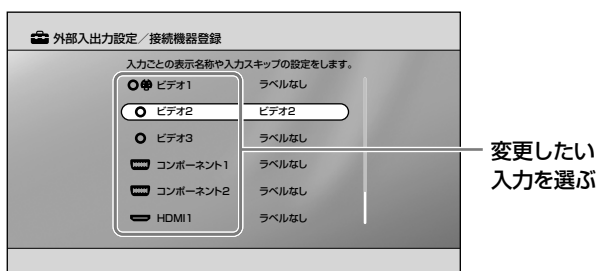 外部入出力設定／接続機器登録
入力ごとの表示名称や入力スキップの設定をします。
ビデオ1 ラベルなし
ビデオ2 ビデオ2
ビデオ3 ラベルなし
コンポーネント1 ラベルなし
コンポーネント2 ラベルなし
HDMI1 ラベルなし
変更したい
入力を選ぶ